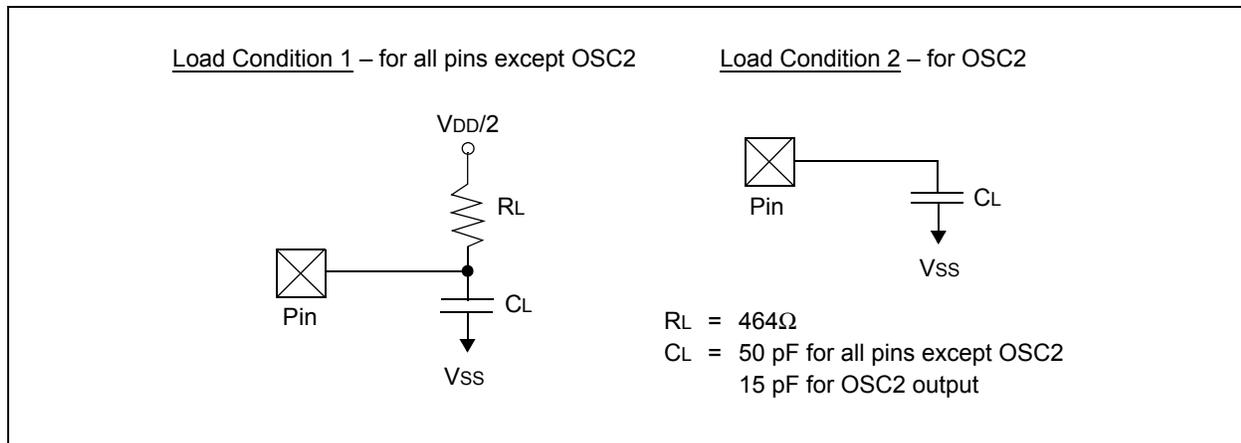 Load Condition 1 – for all pins except OSC2
VDD/2
RL
Pin
CL
VSS
Load Condition 2 – for OSC2
Pin
CL
VSS
RL = 464Ω
CL = 50 pF for all pins except OSC2
15 pF for OSC2 output